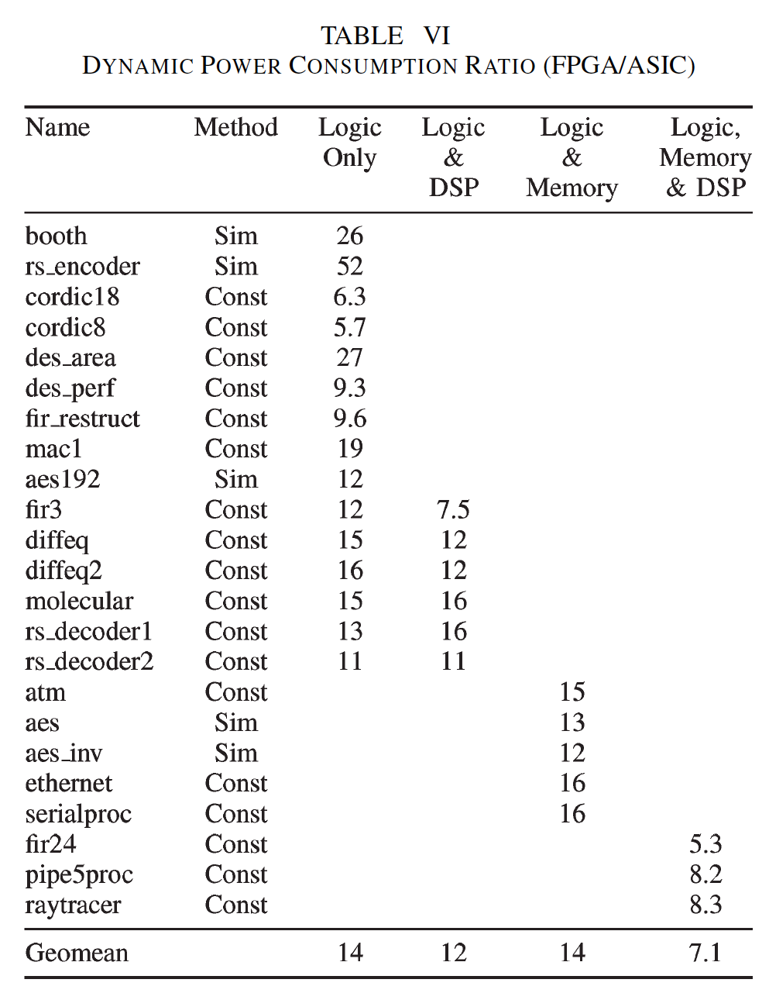 TABLE VI
DYNAMIC POWER CONSUMPTION RATIO (FPGA/ASIC)
Name Method Logic Logic Logic Logic,
Only & & Memory
DSP Memory & DSP
booth Sim 26
rs_encoder Sim 52
cordic18 Const 6.3
cordic8 Const 5.7
des_area Const 27
des_perf Const 9.3
fir_restruct Const 9.6
mac1 Const 19
aes192 Sim 12
fir3 Const 12 7.5
diffeq Const 15 12
diffeq2 Const 16 12
molecular Const 15 16
rs_decoder1 Const 13 16
rs_decoder2 Const 11 11
atm Const 15
aes Sim 13
aes_inv Sim 12
ethernet Const 16
serialproc Const 16
fir24 Const 5.3
pipe5proc Const 8.2
raytracer Const 8.3
Geomean 14 12 14 7.1